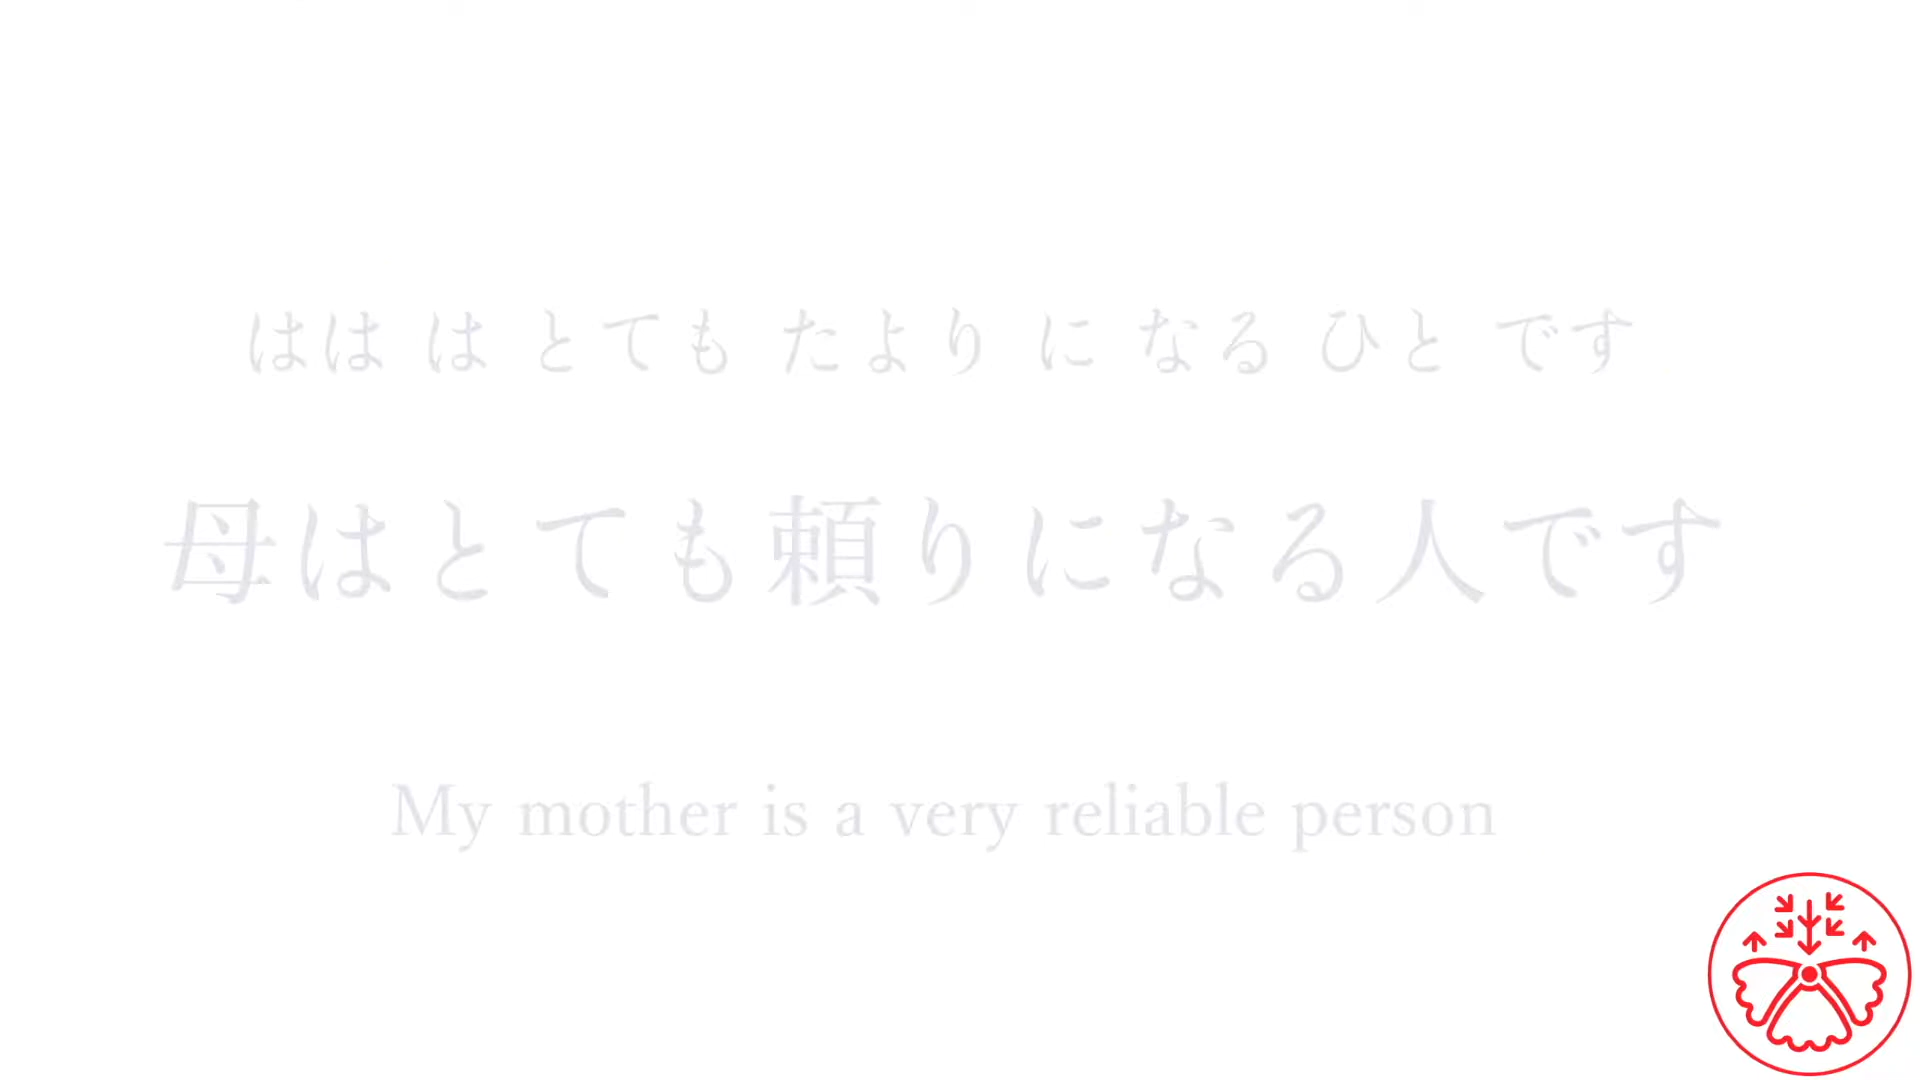 はは は とても たより に なる ひと です
母はとても頼りになる人です
My mother is a very reliable person